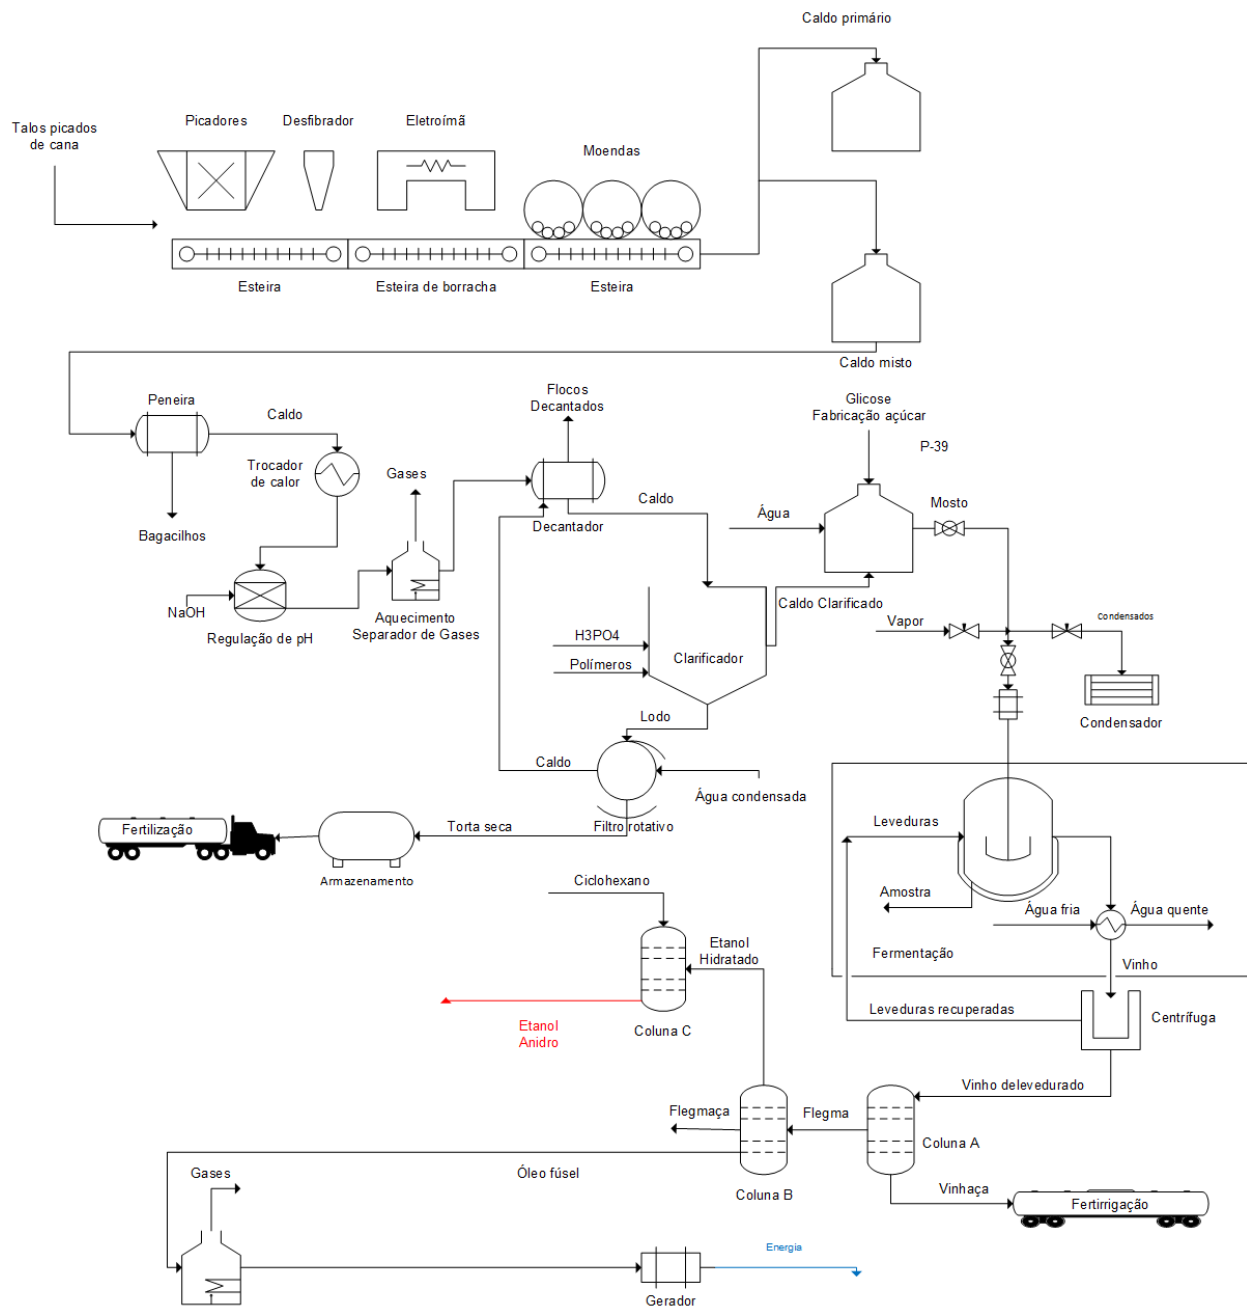 Caldo primário
Talos picados
de cana
Picadores
Desfibrador
Eletroímã
Moendas
Esteira
Esteira de borracha
Esteira
Caldo misto
Peneira
Caldo
Trocador
de calor
Bagacilhos
NaOH
Regulação de pH
Gases
Aquecimento
Separador de Gases
Flocos
Decantados
Decantador
Caldo
Glicose
Fabricação açúcar
P-39
Água
Mosto
Caldo Clarificado
H3PO4
Polímeros
Clarificador
Vapor
Condensados
Condensador
Lodo
Caldo
Água condensada
Filtro rotativo
Torta seca
Fertilização
Armazenamento
Leveduras
Amostra
Água fria
Água quente
Fermentação
Vinho
Leveduras recuperadas
Centrífuga
Ciclohexano
Etanol
Hidratado
Etanol
Anidro
Coluna C
Vinho delevedurado
Flegmaça
Flegma
Coluna A
Coluna B
Vinhaça
Fertirrigação
Óleo fúsel
Gases
Gerador
Energia